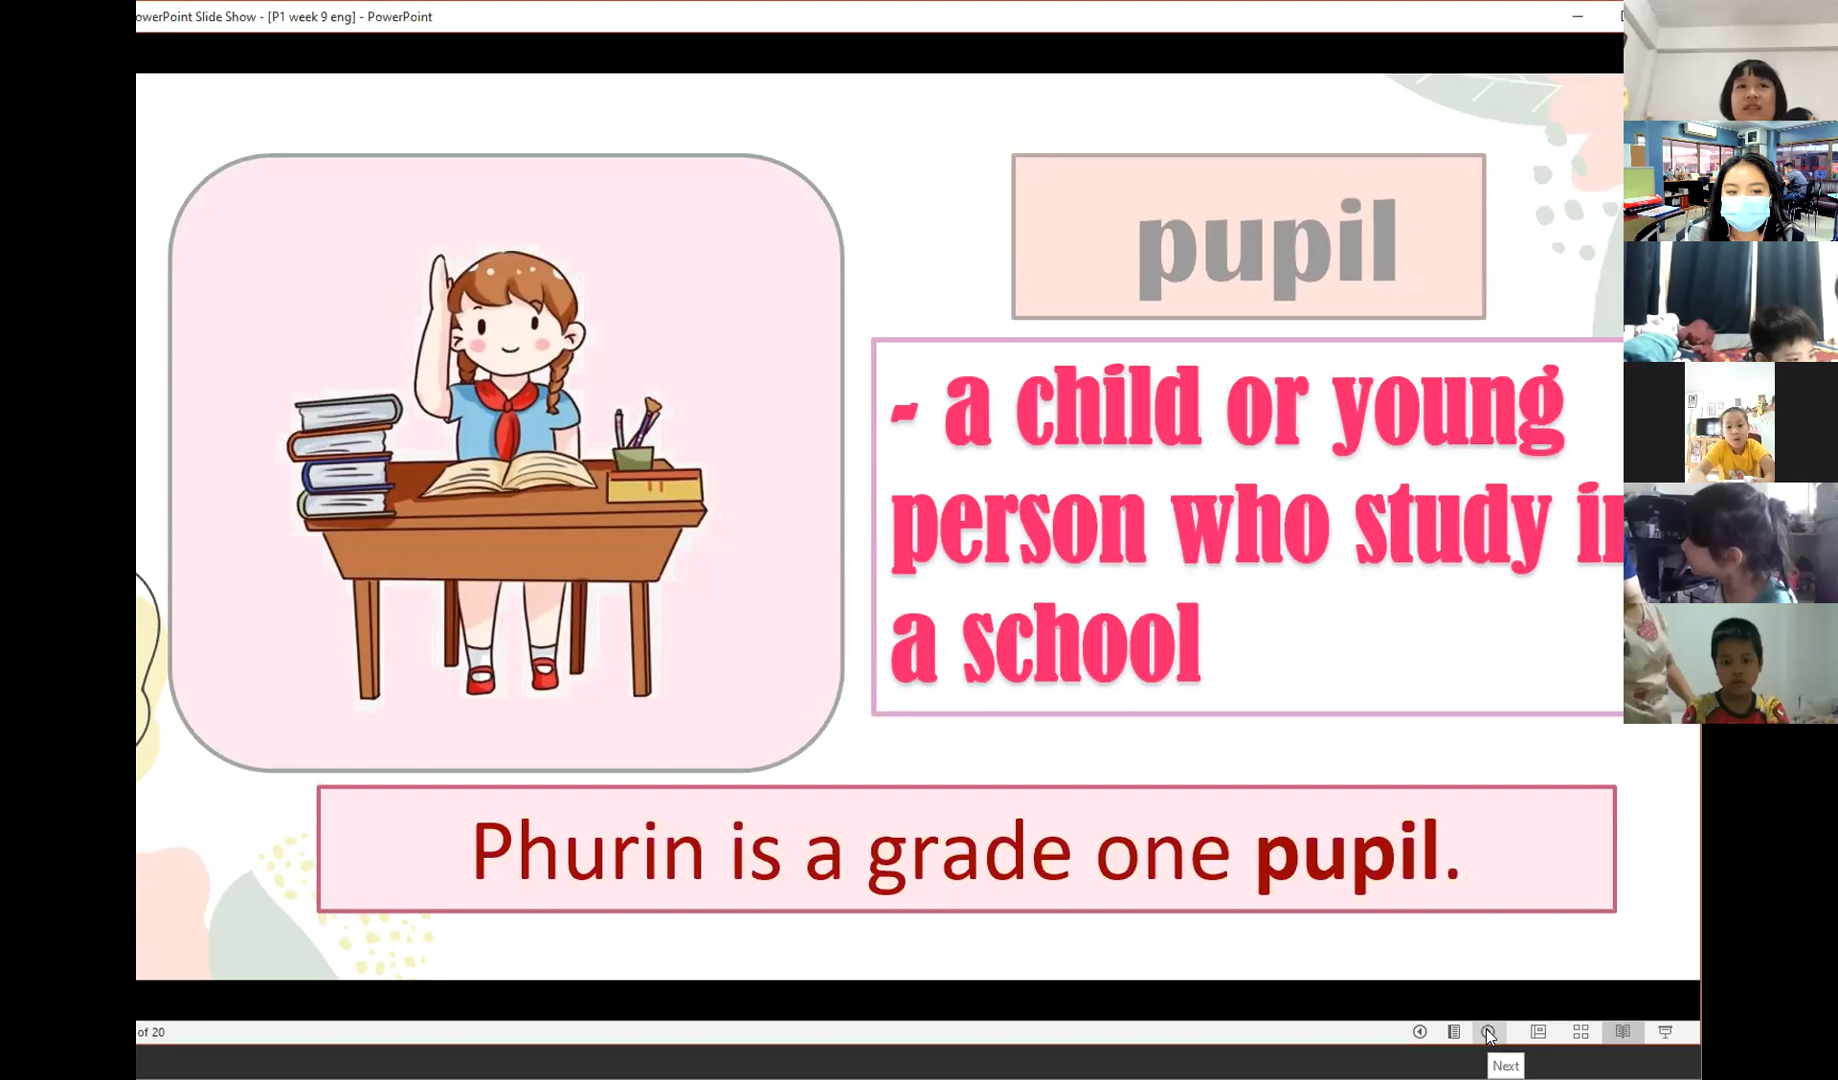 owerPoint Slide Show - [P1 week 9 eng] - PowerPoint
pupil
- a child or young
person who study in
a school
Phurin is a grade one pupil.
of 20
Next